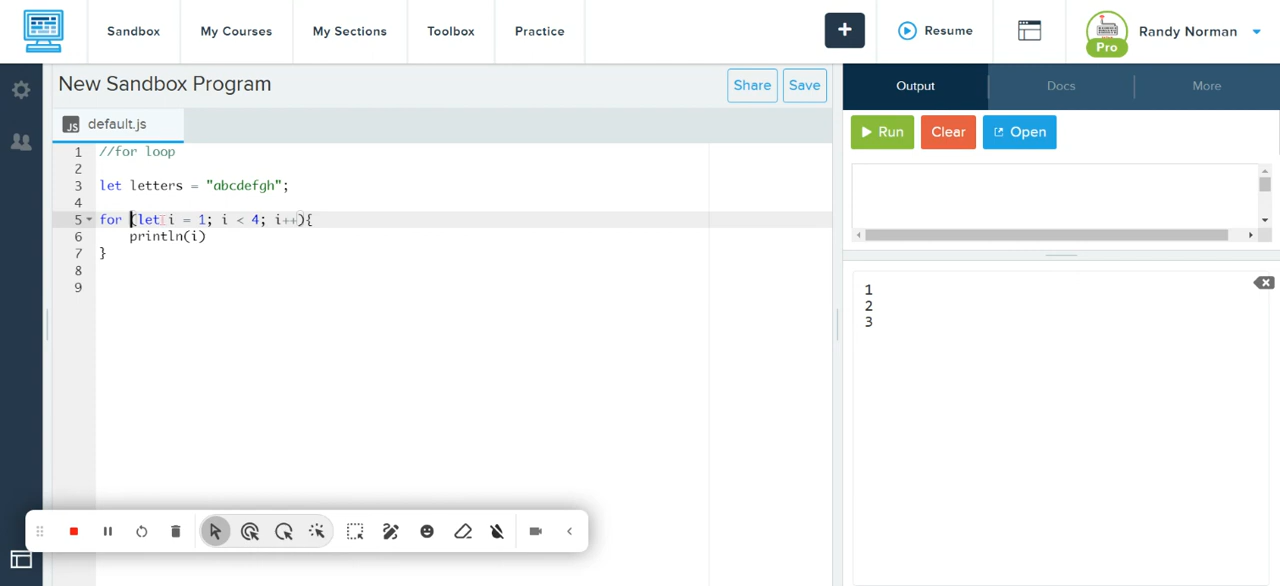 Sandbox
My Courses
My Sections
Toolbox
Practice
+
Resume
Pro
Randy Norman
New Sandbox Program
Share
Save
Output
Docs
More
JS default.js
Run
Clear
Open
1 //for loop
2
3 let letters = "abcdefgh";
4
5 for (let i = 1; i < 4; i++){
6 println(i)
7 }
8
9
1
2
3